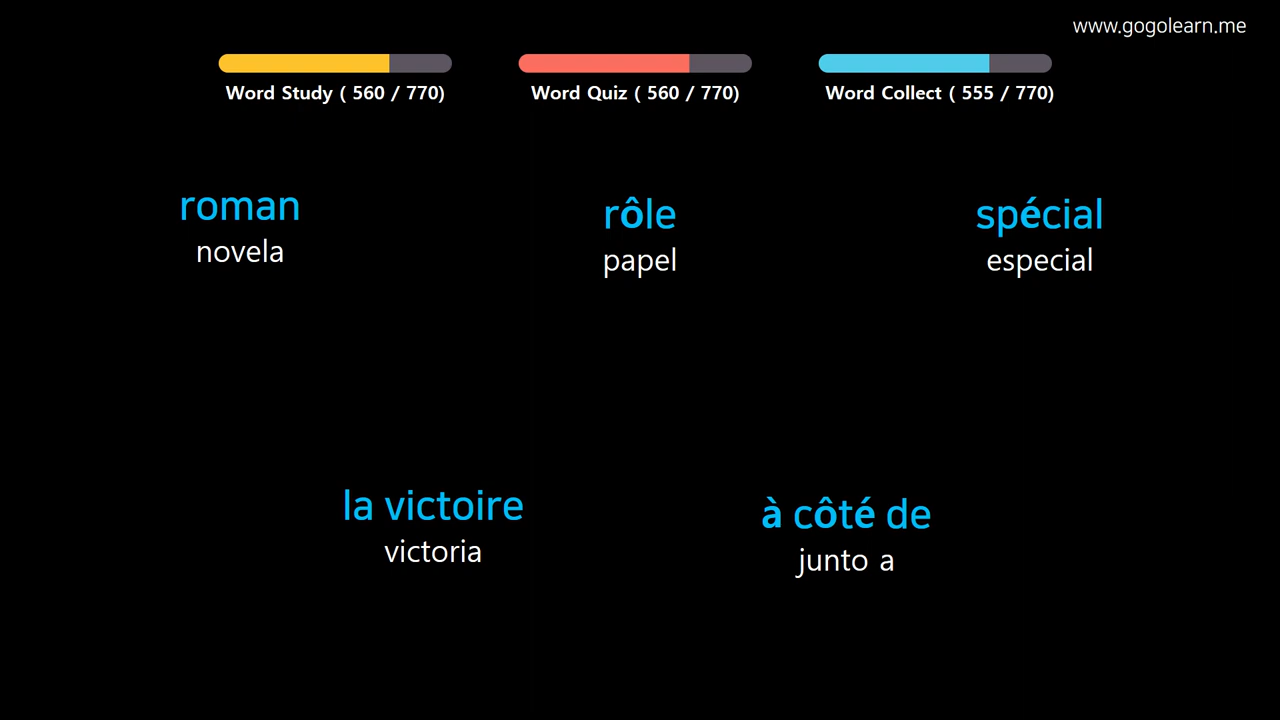 www.gogolearn.me
Word Study ( 560 / 770)
Word Quiz ( 560 / 770)
Word Collect ( 555 / 770)
roman
novela
rôle
papel
spécial
especial
la victoire
victoria
à côté de
junto a